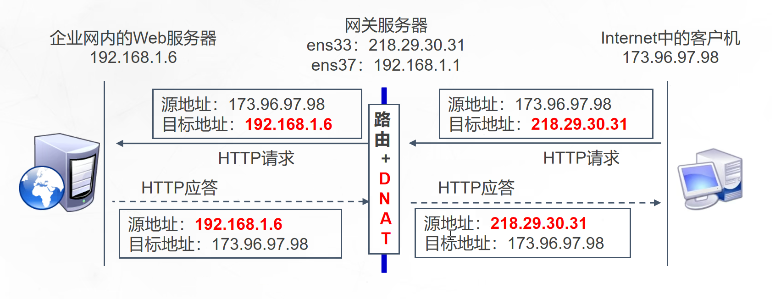 企业网内的Web服务器
192.168.1.6
网关服务器
ens33：218.29.30.31
ens37：192.168.1.1
Internet中的客户机
173.96.97.98
源地址：173.96.97.98
目标地址：192.168.1.6
HTTP请求
路由+DNAT
源地址：173.96.97.98
目标地址：218.29.30.31
HTTP请求
HTTP应答
源地址：192.168.1.6
目标地址：173.96.97.98
HTTP应答
源地址：218.29.30.31
目标地址：173.96.97.98